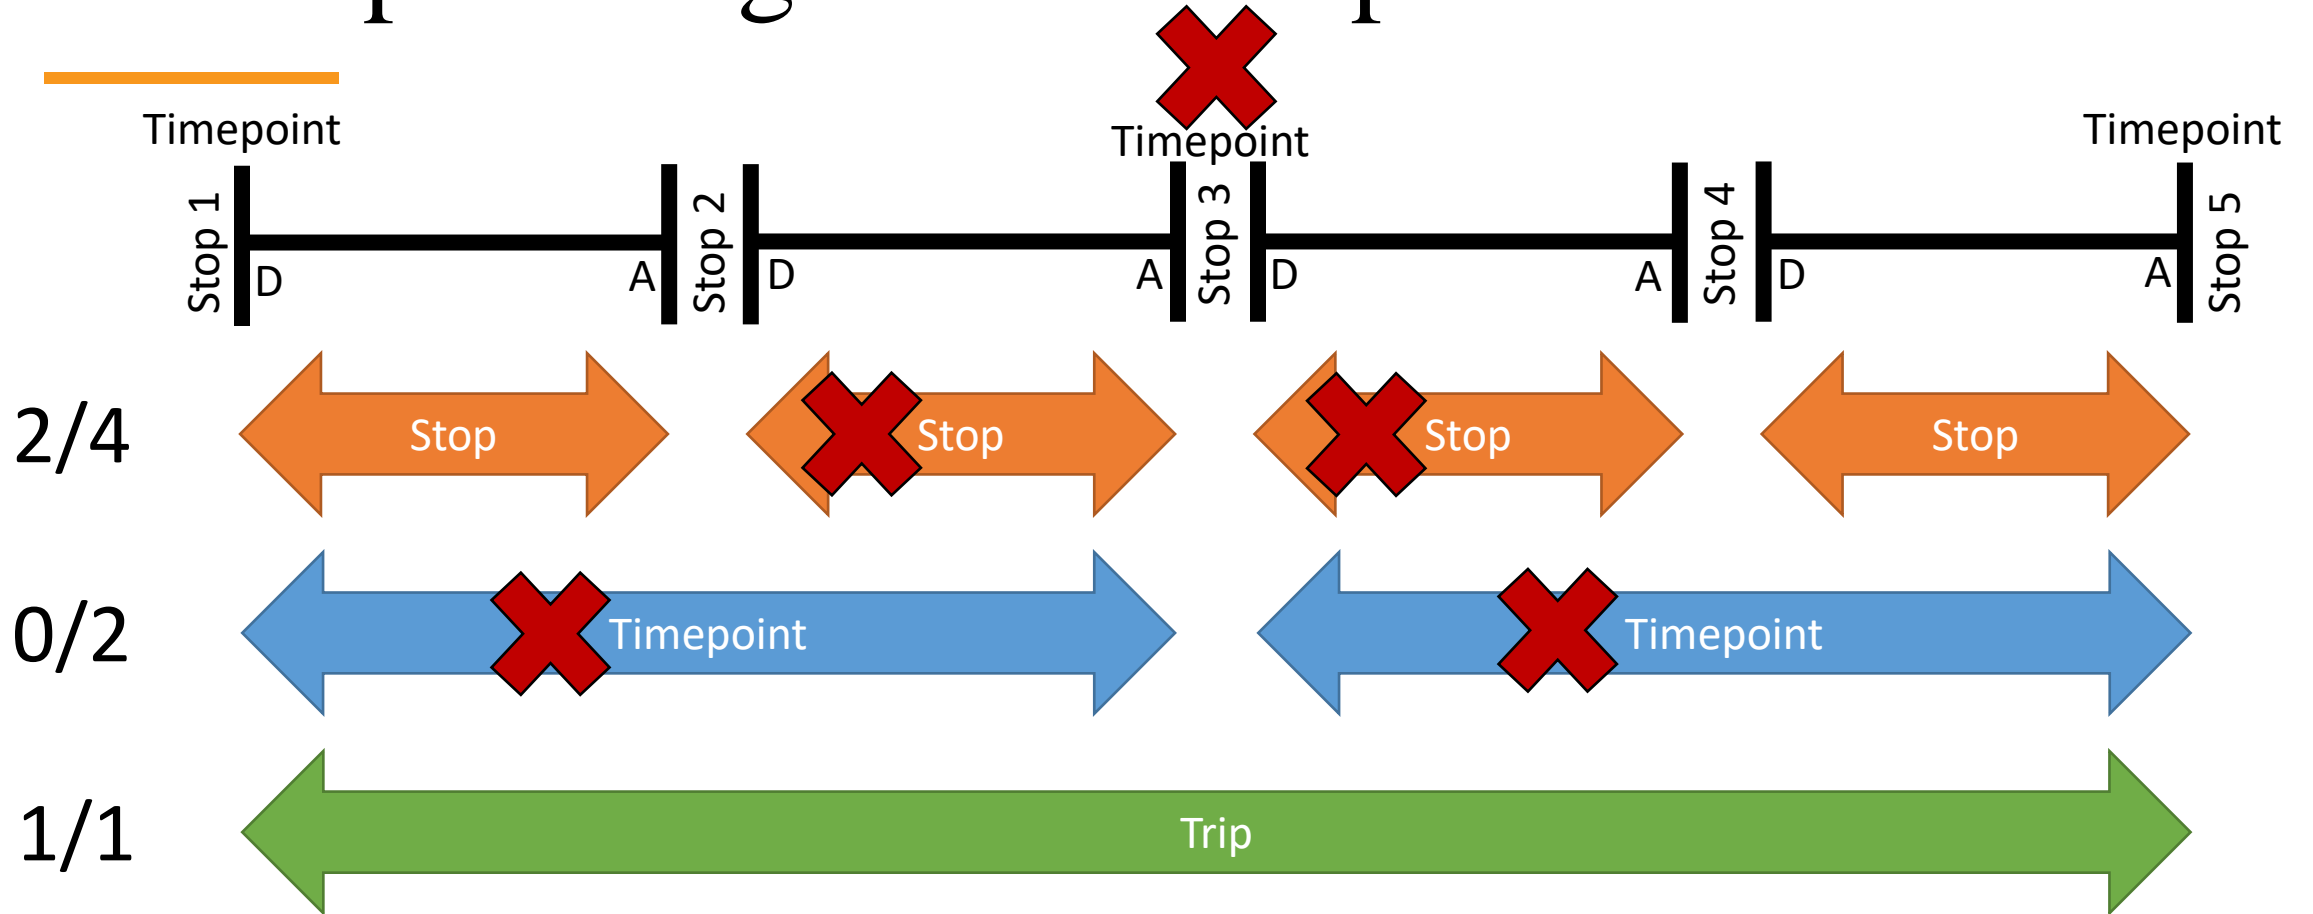 Timepoint Timepoint Timepoint
Stop 1 Stop 2 Stop 3 Stop 4 Stop 5
D A D A D A D A
2/4 Stop Stop Stop Stop
0/2 Timepoint Timepoint
1/1 Trip